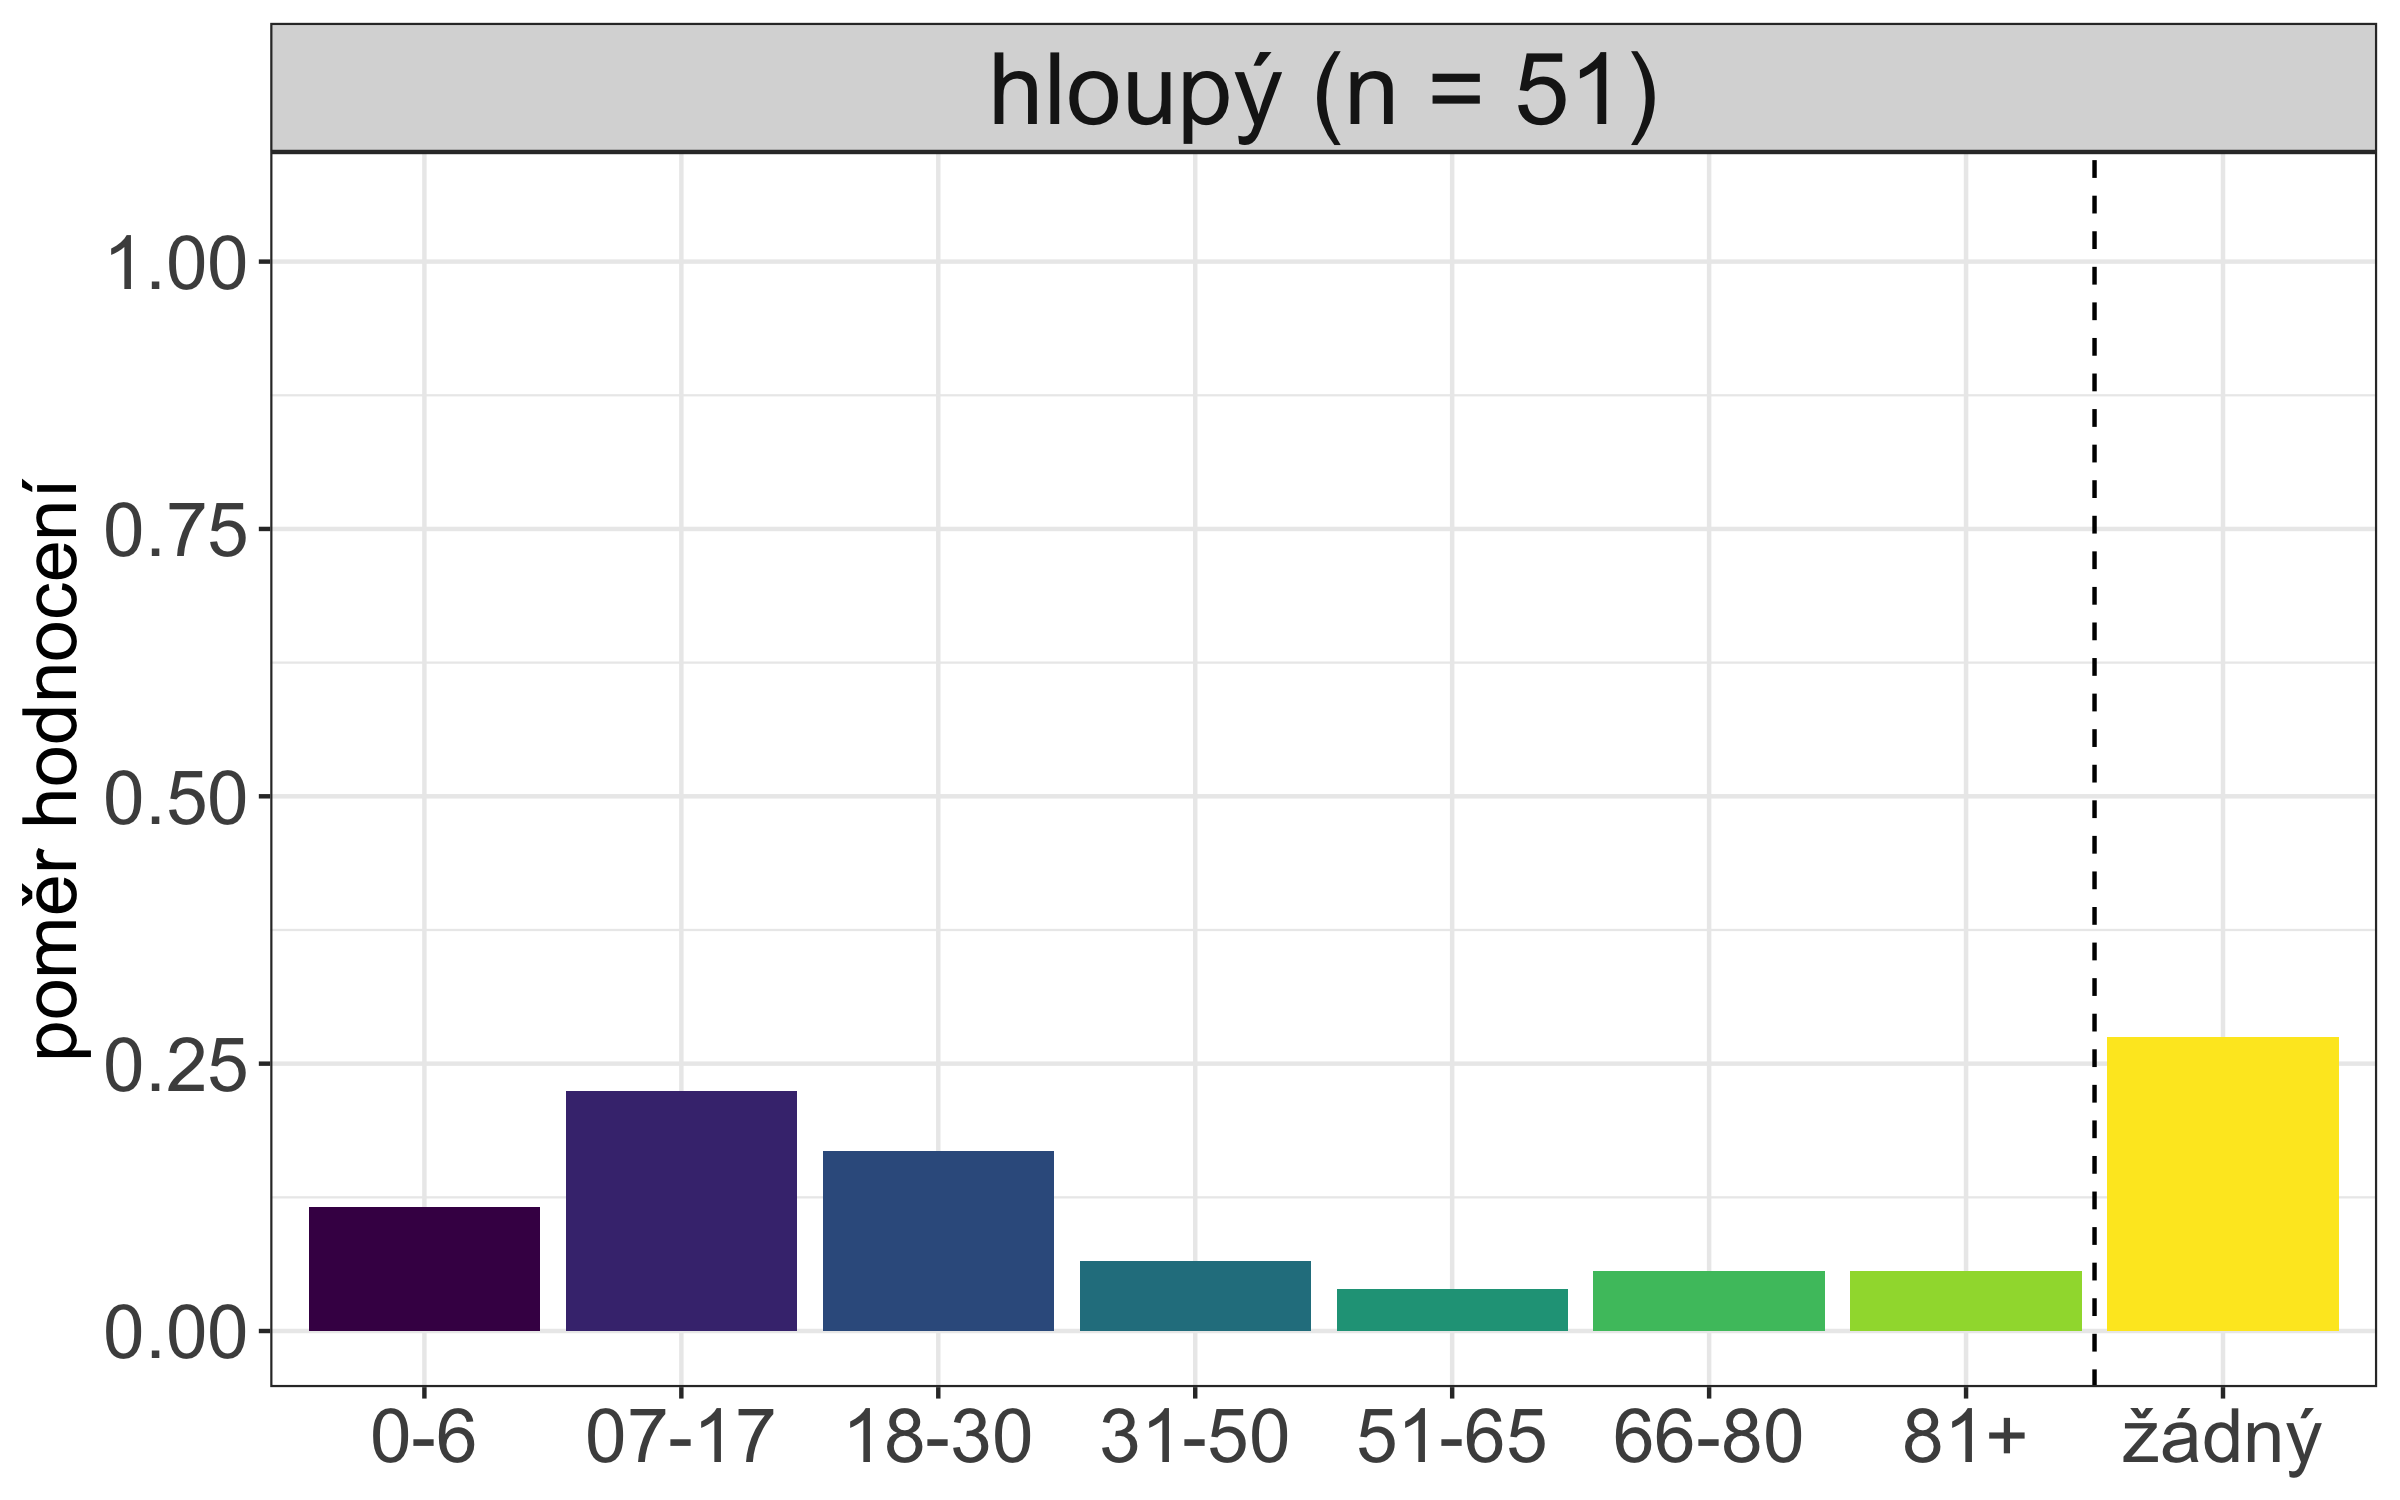 hloupý (n = 51)
poměr hodnocení
1.00
0.75
0.50
0.25
0.00
0-6 07-17 18-30 31-50 51-65 66-80 81+ žádný